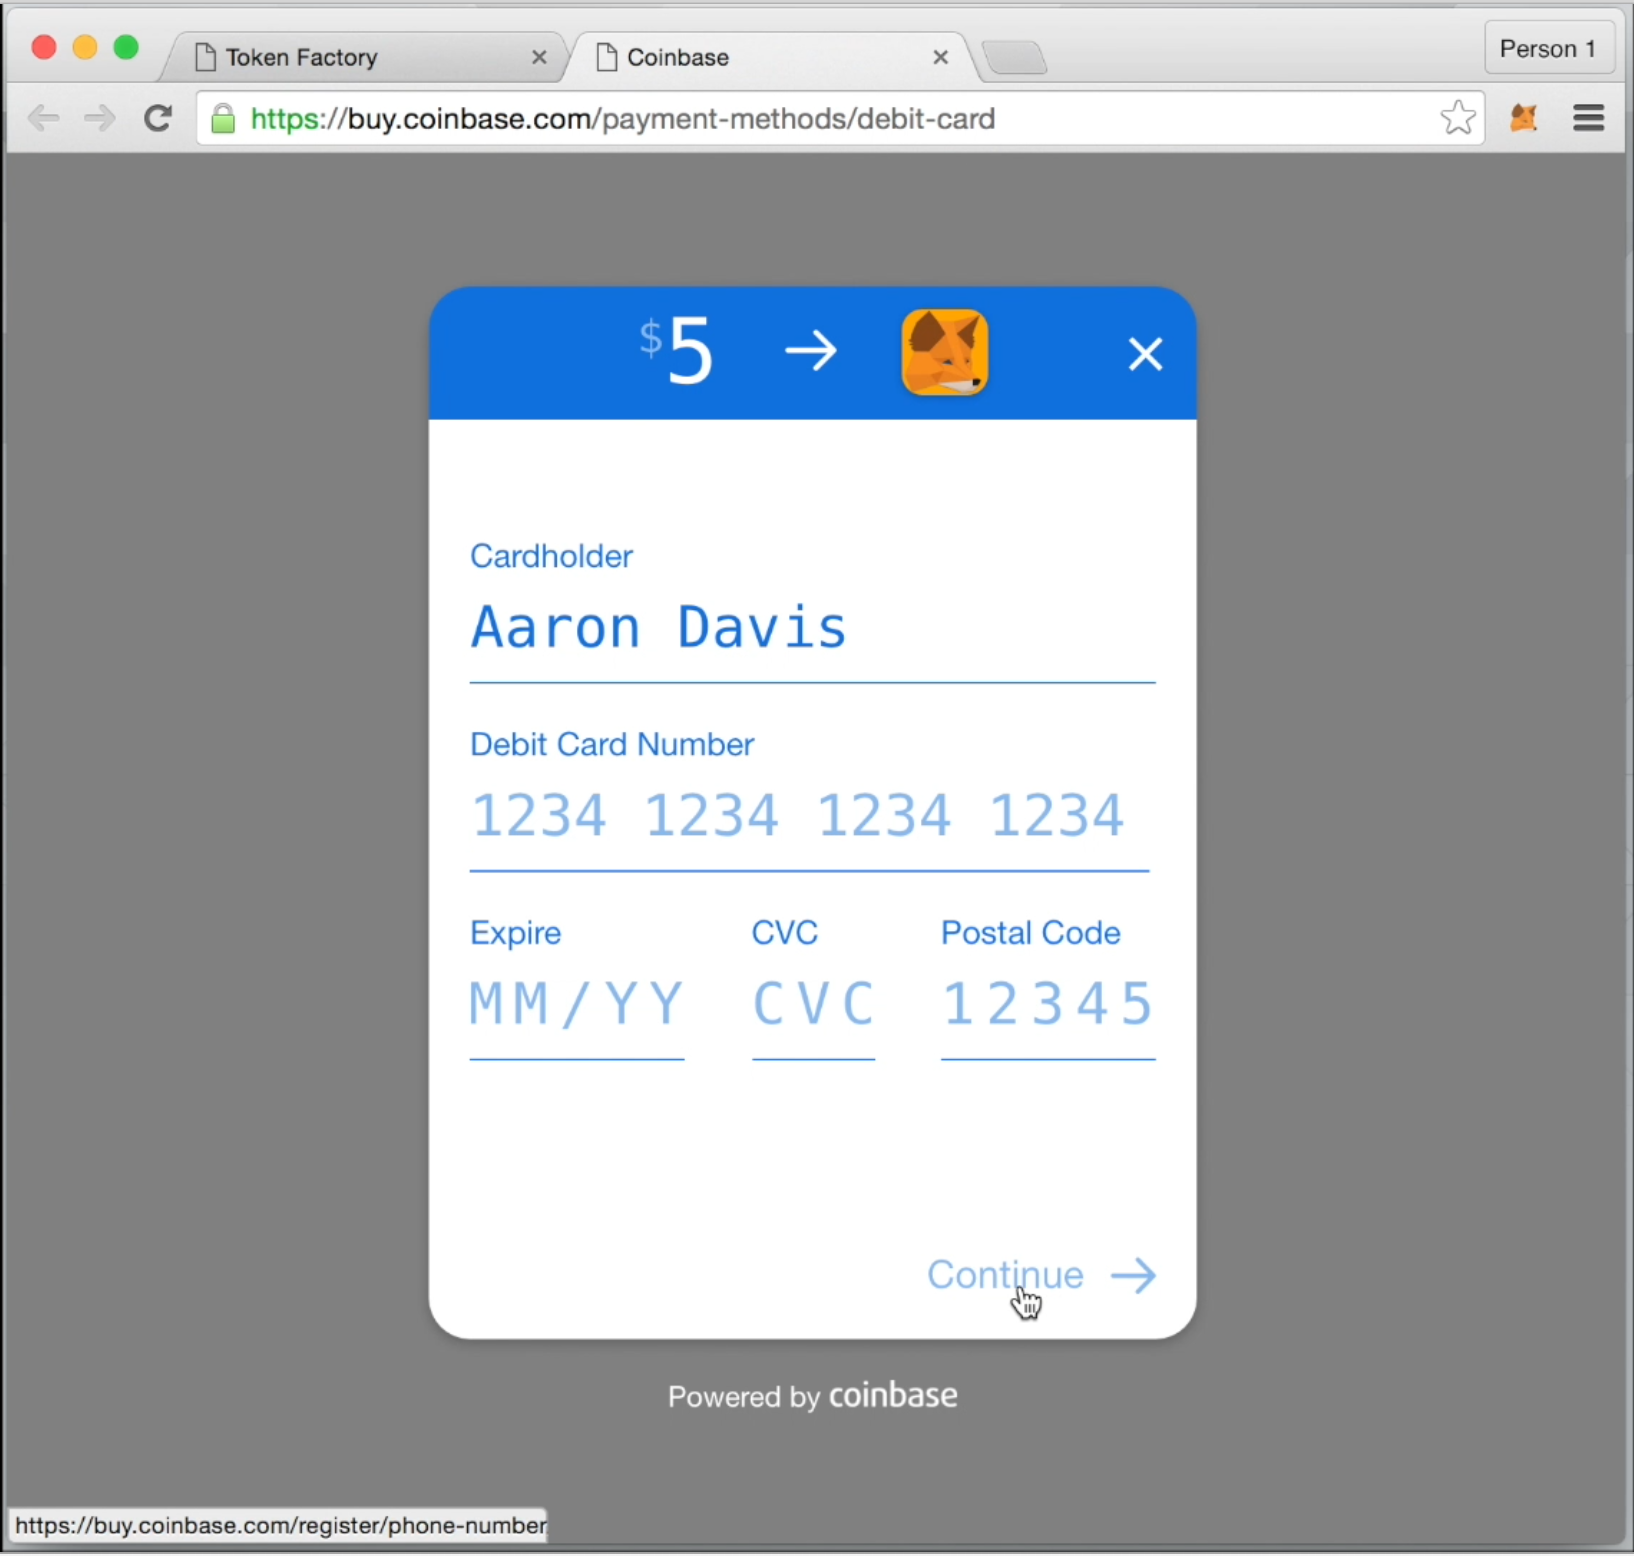 Token Factory
Coinbase
Person 1
https://buy.coinbase.com/payment-methods/debit-card
$5
Cardholder
Aaron Davis
Debit Card Number
1234 1234 1234 1234
Expire CVC Postal Code
MM/YY CVC 12345
Continue
Powered by coinbase
https://buy.coinbase.com/register/phone-number